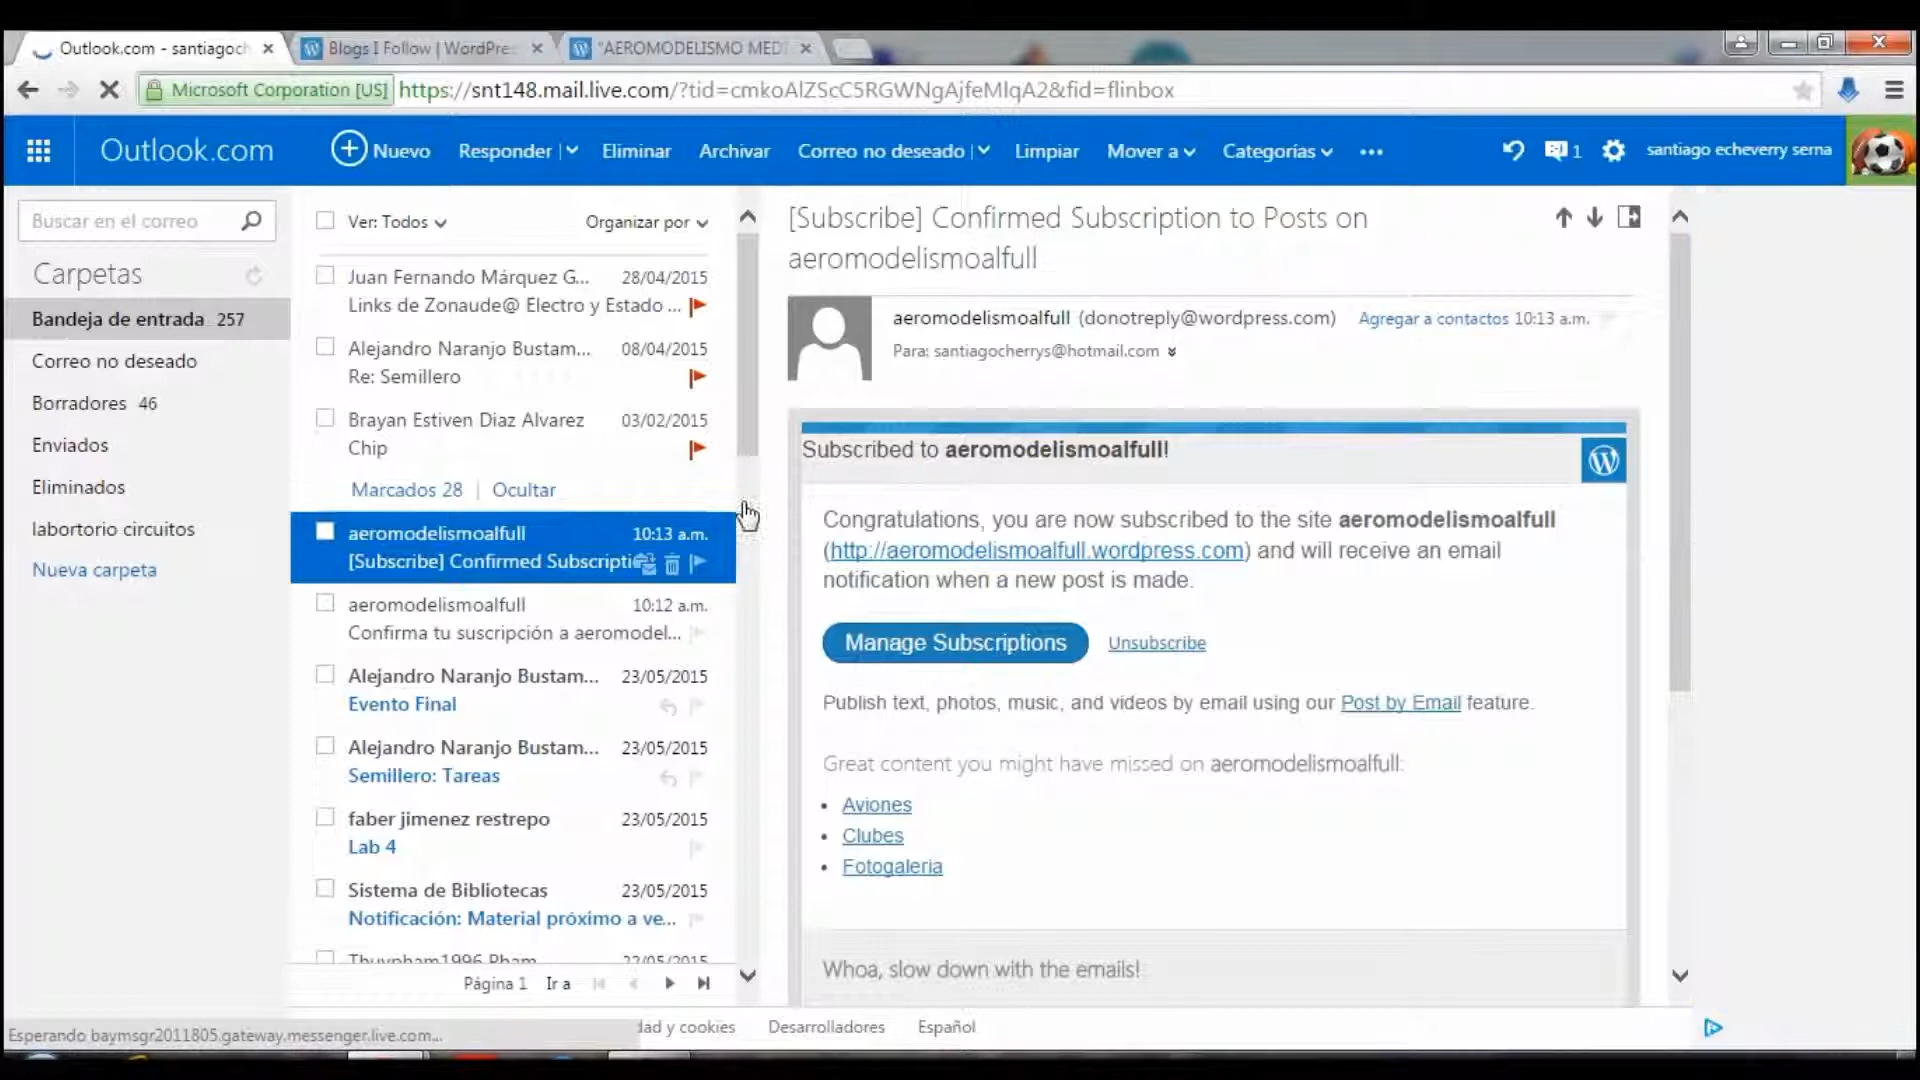 Outlook.com - santiagoch
Blogs I Follow | WordPre
"AEROMODELISMO MED
Microsoft Corporation [US]
https://snt148.mail.live.com/?tid=cmkoAlZScC5RGWNgAjfeMlqA2&fid=flinbox
Outlook.com
Nuevo
Responder
Eliminar
Archivar
Correo no deseado
Limpiar
Mover a
Categorías
1
santiago echeverry serna
Buscar en el correo
Carpetas
Bandeja de entrada 257
Correo no deseado
Borradores 46
Enviados
Eliminados
labortorio circuitos
Nueva carpeta
Ver: Todos
Organizar por
Juan Fernando Márquez G... 28/04/2015
Links de Zonaude@ Electro y Estado ...
Alejandro Naranjo Bustam... 08/04/2015
Re: Semillero
Brayan Estiven Diaz Alvarez 03/02/2015
Chip
Marcados 28 | Ocultar
aeromodelismoalfull 10:13 a.m.
[Subscribe] Confirmed Subscripti
aeromodelismoalfull 10:12 a.m.
Confirma tu suscripción a aeromodel...
Alejandro Naranjo Bustam... 23/05/2015
Evento Final
Alejandro Naranjo Bustam... 23/05/2015
Semillero: Tareas
faber jimenez restrepo 23/05/2015
Lab 4
Sistema de Bibliotecas 23/05/2015
Notificación: Material próximo a ve...
Thuypham1996 Pham 22/05/2015
Página 1 Ir a
[Subscribe] Confirmed Subscription to Posts on
aeromodelismoalfull
aeromodelismoalfull (donotreply@wordpress.com) Agregar a contactos 10:13 a.m.
Para: santiagocherrys@hotmail.com
Subscribed to aeromodelismoalfull!
Congratulations, you are now subscribed to the site aeromodelismoalfull
(http://aeromodelismoalfull.wordpress.com) and will receive an email
notification when a new post is made.
Manage Subscriptions
Unsubscribe
Publish text, photos, music, and videos by email using our Post by Email feature.
Great content you might have missed on aeromodelismoalfull:
• Aviones
• Clubes
• Fotogaleria
Whoa, slow down with the emails!
Esperando baymsgr2011805.gateway.messenger.live.com...
dad y cookies
Desarrolladores
Español